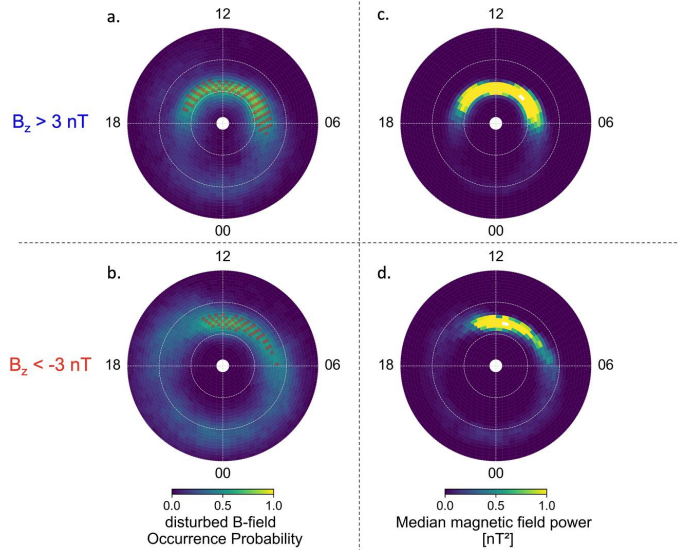 a.
12
c.
12
B_z > 3 nT
18
06
18
06
00
00
b.
12
d.
12
B_z < -3 nT
18
06
18
06
00
00
0.0 0.5 1.0
0.0 0.5 1.0
disturbed B-field
Occurrence Probability
Median magnetic field power
[nT²]